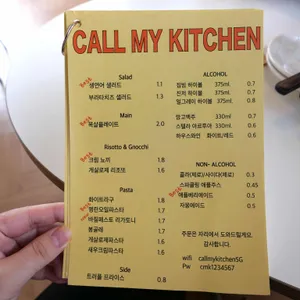 CALL MY KITCHEN
Salad
생연어 샐러드 1.1
부라타치즈 샐러드 1.3
Main
목살플레이트 2.0
Risotto & Gnocchi
크림 뇨끼 1.8
게살로제 리조또 1.6
Pasta
화이트라구 1.8
명란오일파스타 1.6
바질페스토 리가토니 1.7
봉골레 1.7
게살로제파스타 1.6
새우크림파스타 1.6
Side
트러플 프라이스 0.8
ALCOHOL
짐빔 하이볼 375ml. 0.7
진저 하이볼 375ml. 0.7
얼그레이 하이볼 375ml. 0.8
망고맥주 330ml 0.7
스텔라 아르투아 330ml. 0.6
하우스와인 화이트/레드 0.6
NON- ALCOHOL
콜라(제로)/사이다(제로) 0.3
스파클링 애플주스 0.45
애플베리에이드 0.5
자몽에이드 0.5
주문은 자리에서 도와드릴게요.
감사합니다.
wifi callmykitchen5G
Pw cmk1234567